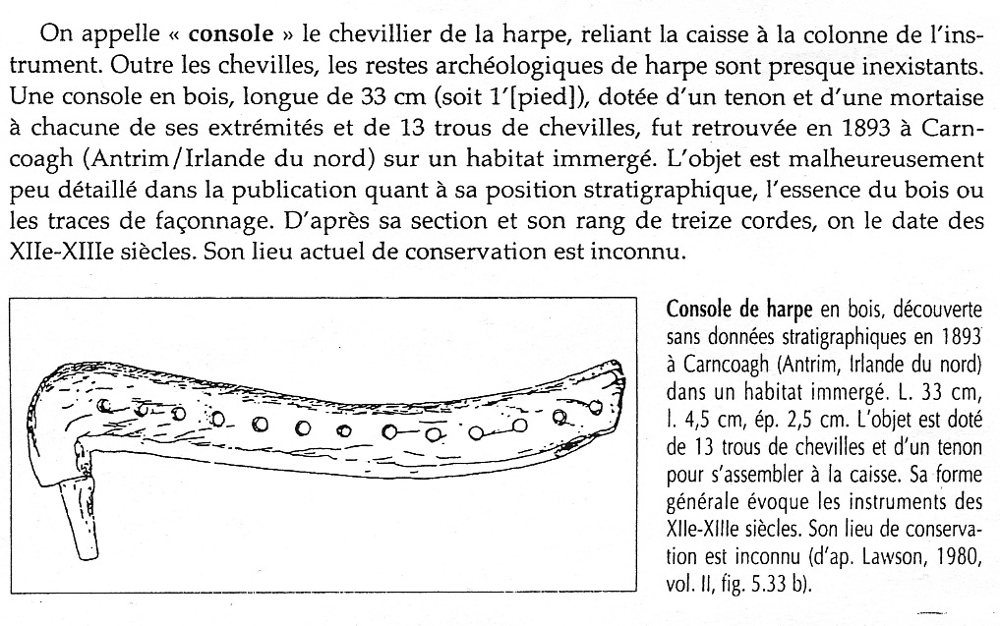 On appelle « console » le chevillier de la harpe, reliant la caisse à la colonne de l'ins-
trument. Outre les chevilles, les restes archéologiques de harpe sont presque inexistants.
Une console en bois, longue de 33 cm (soit 1'[pied]), dotée d'un tenon et d'une mortaise
à chacune de ses extrémités et de 13 trous de chevilles, fut retrouvée en 1893 à Carn-
coagh (Antrim/Irlande du nord) sur un habitat immergé. L'objet est malheureusement
peu détaillé dans la publication quant à sa position stratigraphique, l'essence du bois ou
les traces de façonnage. D'après sa section et son rang de treize cordes, on le date des
XIIe-XIIIe siècles. Son lieu actuel de conservation est inconnu.
Console de harpe en bois, découverte
sans données stratigraphiques en 1893
à Carncoagh (Antrim, Irlande du nord)
dans un habitat immergé. L. 33 cm,
l. 4,5 cm, ép. 2,5 cm. L'objet est doté
de 13 trous de chevilles et d'un tenon
pour s'assembler à la caisse. Sa forme
générale évoque les instruments des
XIIe-XIIIe siècles. Son lieu de conserva-
tion est inconnu (d'ap. Lawson, 1980,
vol. II, fig. 5.33 b).